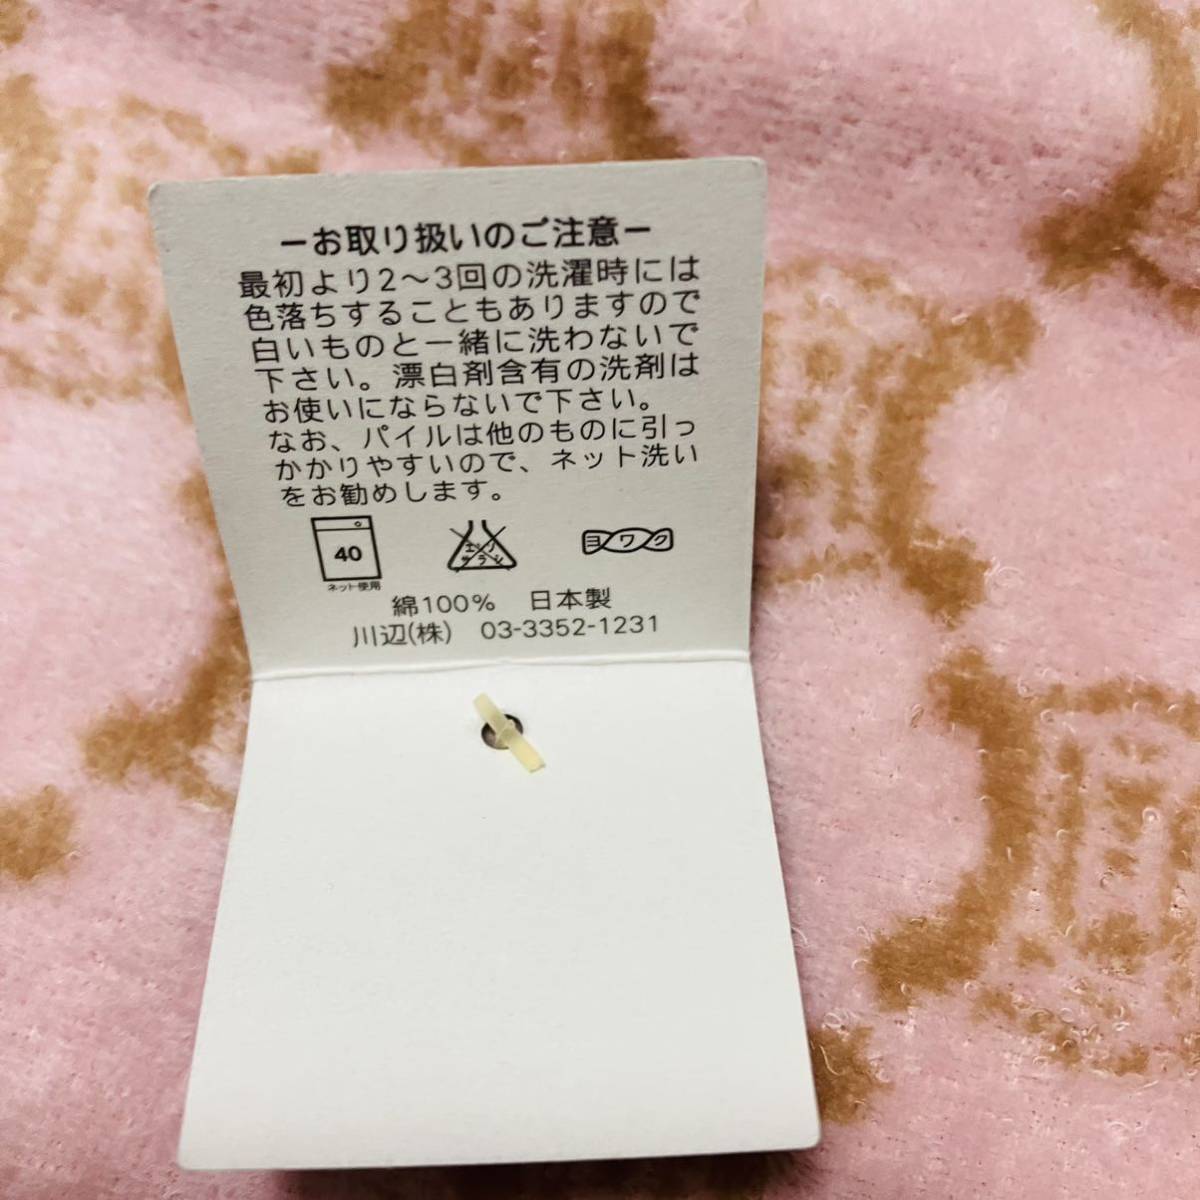 ーお取り扱いのご注意ー
最初より2〜3回の洗濯時には
色落ちすることもありますので
白いものと一緒に洗わないで
下さい。漂白剤含有の洗剤は
お使いにならないで下さい。
なお、パイルは他のものに引っ
かかりやすいので、ネット洗い
をお勧めします。
40
ネット使用
エンソ
サラシ
ヨワク
綿100% 日本製
川辺(株) 03-3352-1231